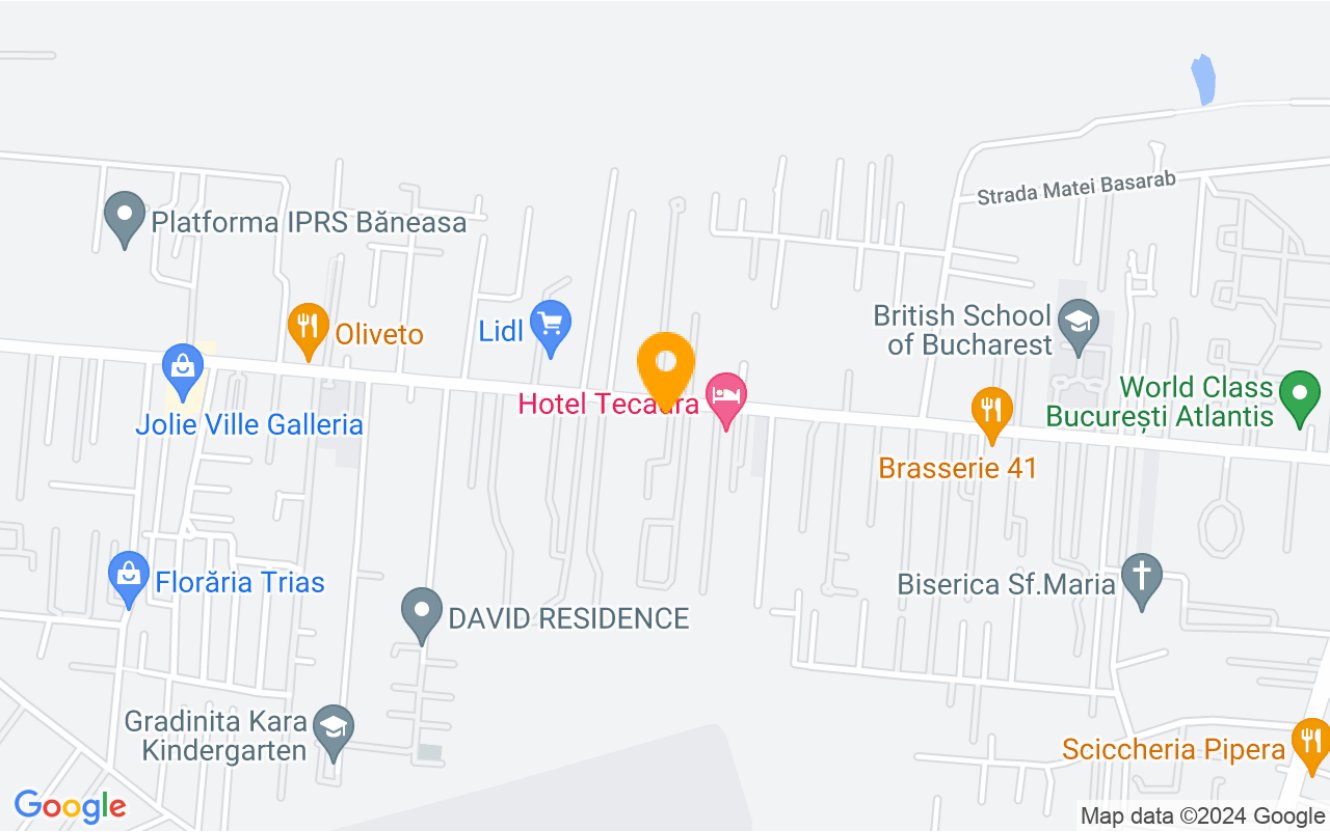 Strada Matei Basarab
Platforma IPRS Băneasa
Oliveto
Lidl
British School
of Bucharest
Jolie Ville Galleria
Hotel Tecadra
World Class
București Atlantis
Brasserie 41
Florăria Trias
DAVID RESIDENCE
Biserica Sf.Maria
Gradinita Kara
Kindergarten
Sciccheria Pipera
Google
Map data ©2024 Google